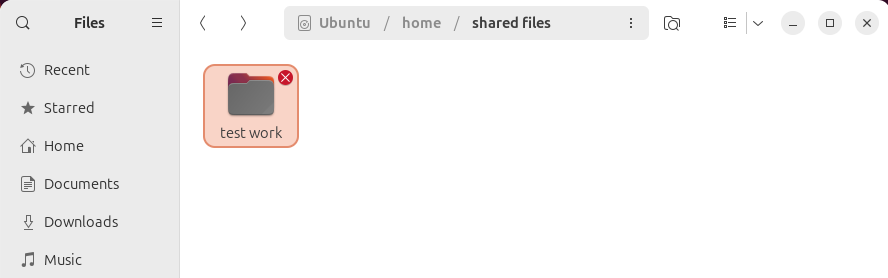 Files
Ubuntu / home / shared files
Recent
Starred
Home
Documents
Downloads
Music
test work